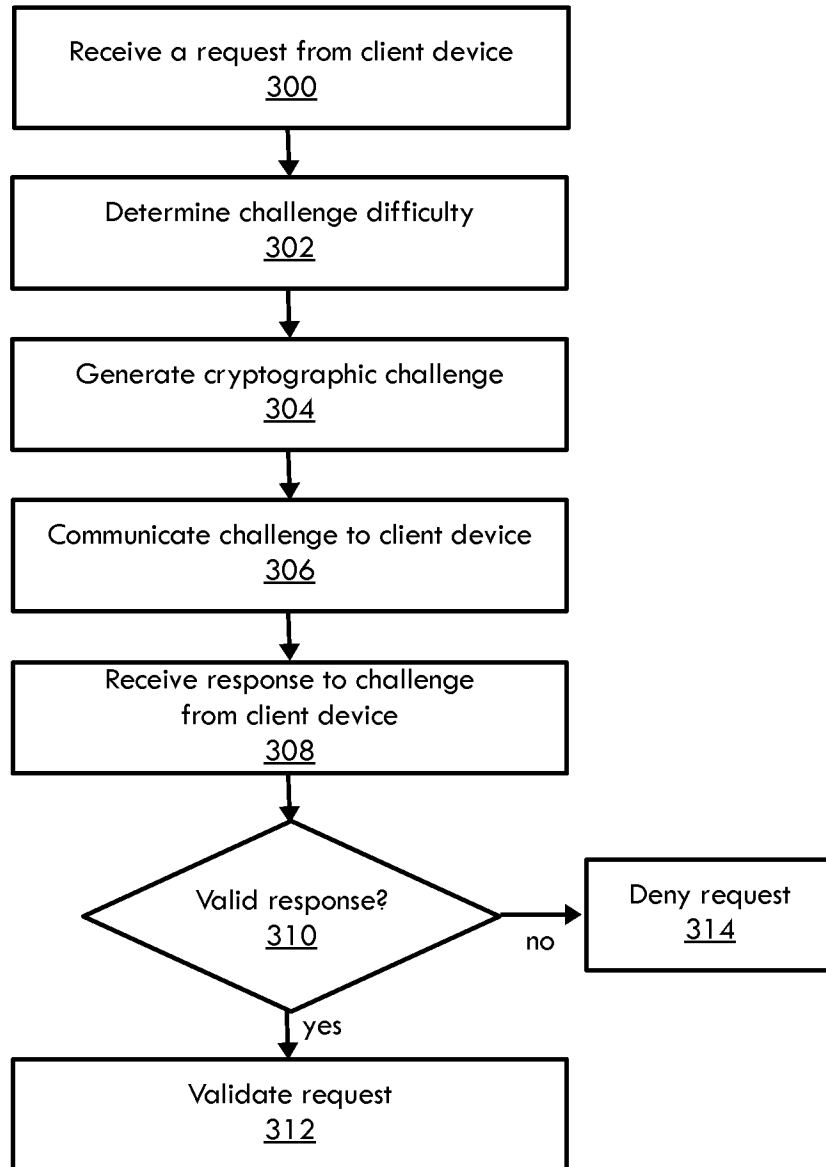 Receive a request from client device
300
Determine challenge difficulty
302
Generate cryptographic challenge
304
Communicate challenge to client device
306
Receive response to challenge
from client device
308
Valid response?
310
no
Deny request
314
yes
Validate request
312